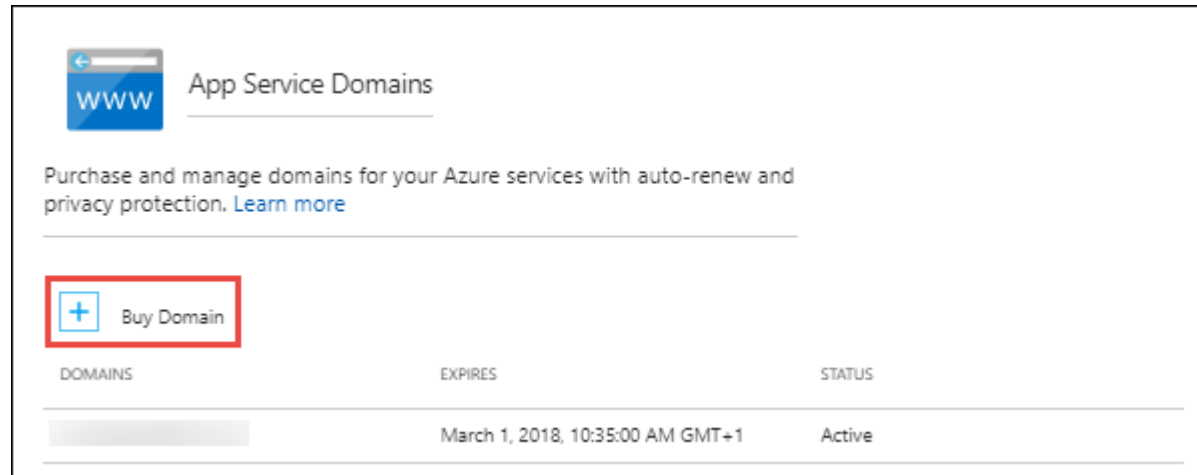 www
App Service Domains
Purchase and manage domains for your Azure services with auto-renew and
privacy protection. Learn more
+ Buy Domain
DOMAINS EXPIRES STATUS
March 1, 2018, 10:35:00 AM GMT+1 Active